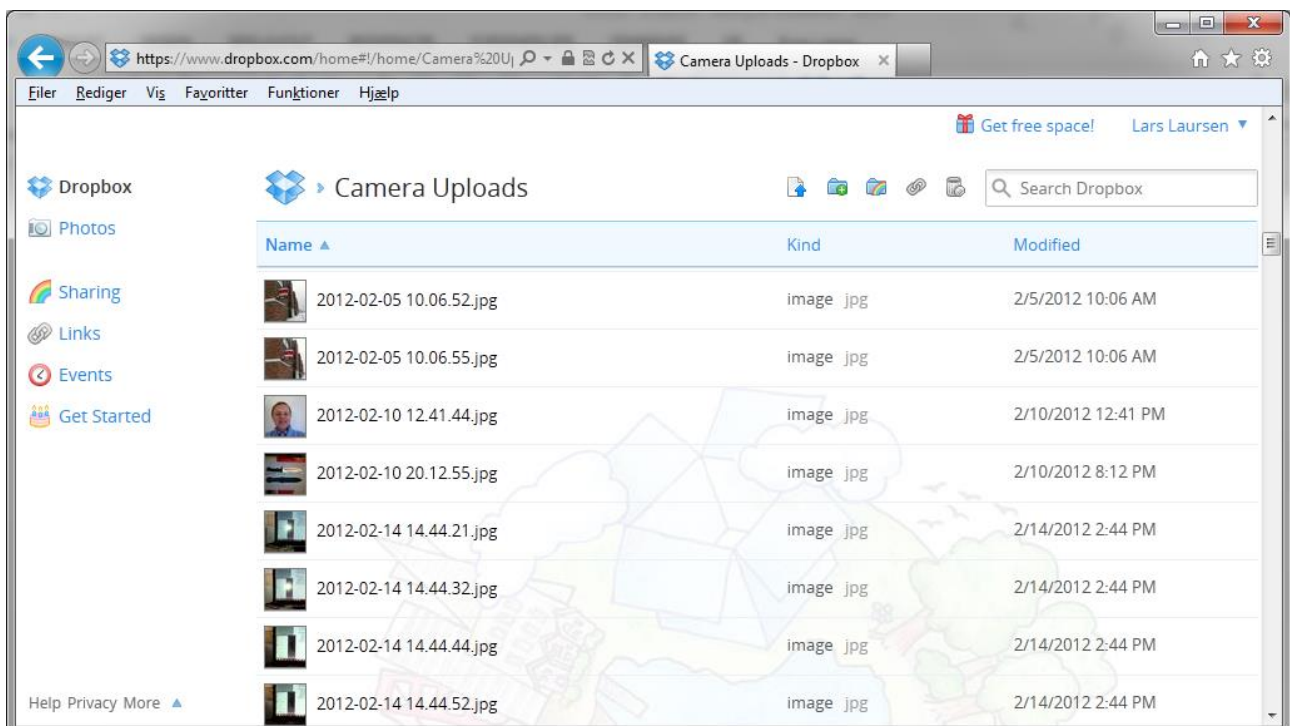 https://www.dropbox.com/home#!/home/Camera%20U
Camera Uploads - Dropbox
Filer Rediger Vis Favoritter Funktioner Hjælp
Get free space! Lars Laursen
Dropbox
Photos
Sharing
Links
Events
Get Started
Help Privacy More
Camera Uploads
Search Dropbox
Name Kind Modified
2012-02-05 10.06.52.jpg image jpg 2/5/2012 10:06 AM
2012-02-05 10.06.55.jpg image jpg 2/5/2012 10:06 AM
2012-02-10 12.41.44.jpg image jpg 2/10/2012 12:41 PM
2012-02-10 20.12.55.jpg image jpg 2/10/2012 8:12 PM
2012-02-14 14.44.21.jpg image jpg 2/14/2012 2:44 PM
2012-02-14 14.44.32.jpg image jpg 2/14/2012 2:44 PM
2012-02-14 14.44.44.jpg image jpg 2/14/2012 2:44 PM
2012-02-14 14.44.52.jpg image jpg 2/14/2012 2:44 PM